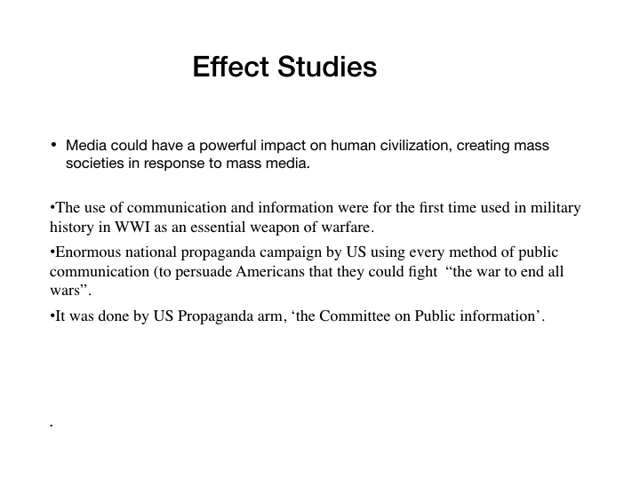 Effect Studies
• Media could have a powerful impact on human civilization, creating mass
societies in response to mass media.
•The use of communication and information were for the first time used in military
history in WWI as an essential weapon of warfare.
•Enormous national propaganda campaign by US using every method of public
communication (to persuade Americans that they could fight  “the war to end all
wars”.
•It was done by US Propaganda arm, ‘the Committee on Public information’.
.